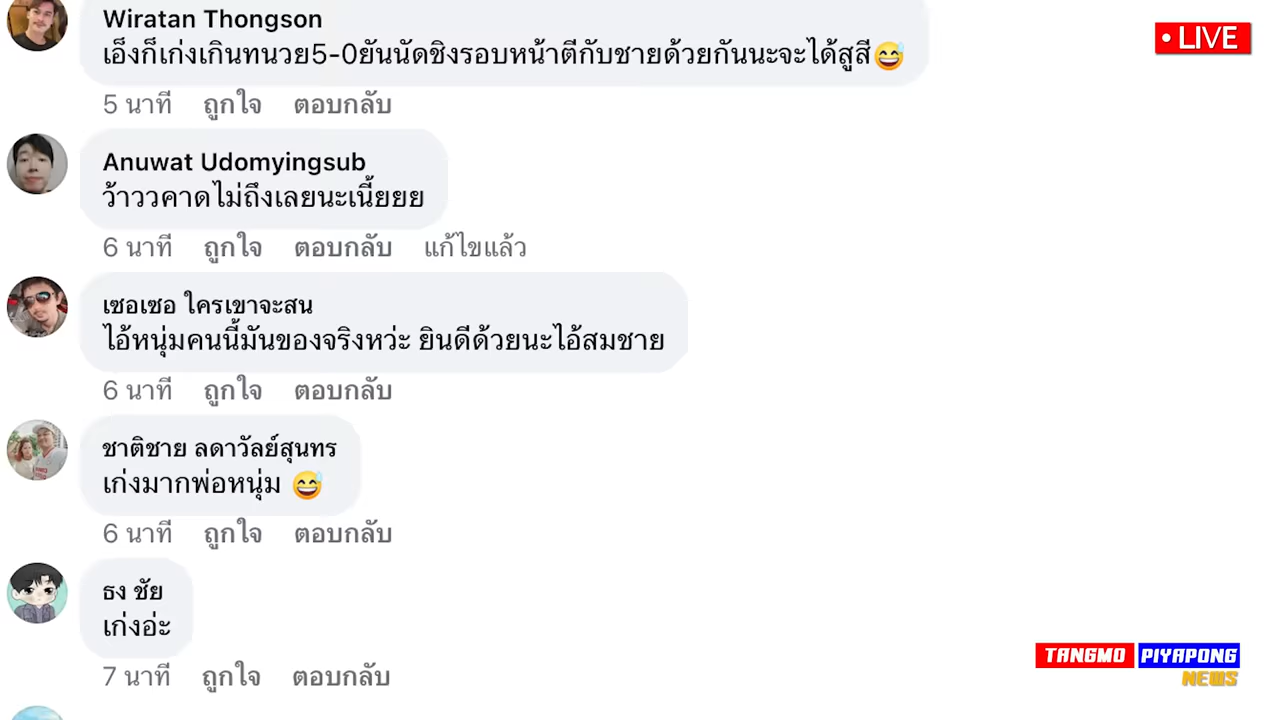 Wiratan Thongson
เอ็งก็เก่งเกินทนวย5-0ยันนัดชิงรอบหน้าตีกับชายด้วยกันนะจะได้สูสี😅
• LIVE
5 นาที ถูกใจ ตอบกลับ
Anuwat Udomyingsub
ว้าววคาดไม่ถึงเลยนะเนี้ยยย
6 นาที ถูกใจ ตอบกลับ แก้ไขแล้ว
เซอเซอ ใครเขาจะสน
ไอ้หนุ่มคนนี้มันของจริงหว่ะ ยินดีด้วยนะไอ้สมชาย
6 นาที ถูกใจ ตอบกลับ
ชาติชาย ลดาวัลย์สุนทร
เก่งมากพ่อหนุ่ม 😅
6 นาที ถูกใจ ตอบกลับ
ธง ชัย
เก่งอ่ะ
7 นาที ถูกใจ ตอบกลับ
TANGMO PIYAPONG
NEWS